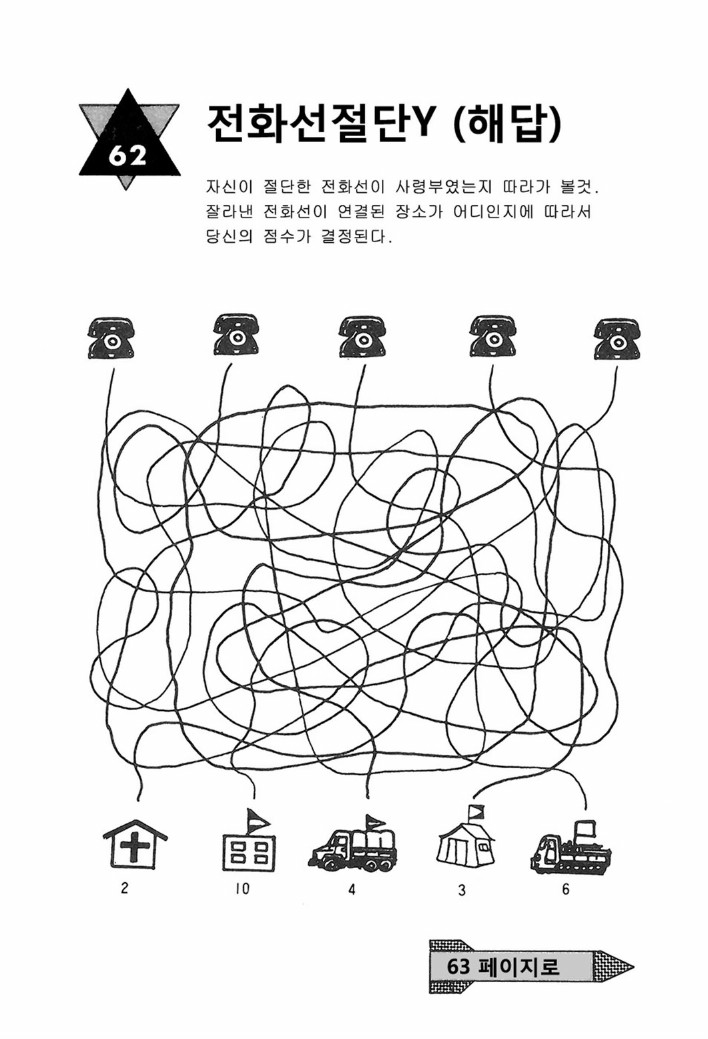 62
전화선절단Y (해답)
자신이 절단한 전화선이 사령부였는지 따라가 볼것.
잘라낸 전화선이 연결된 장소가 어디인지에 따라서
당신의 점수가 결정된다.
2 10 4 3 6
63 페이지로